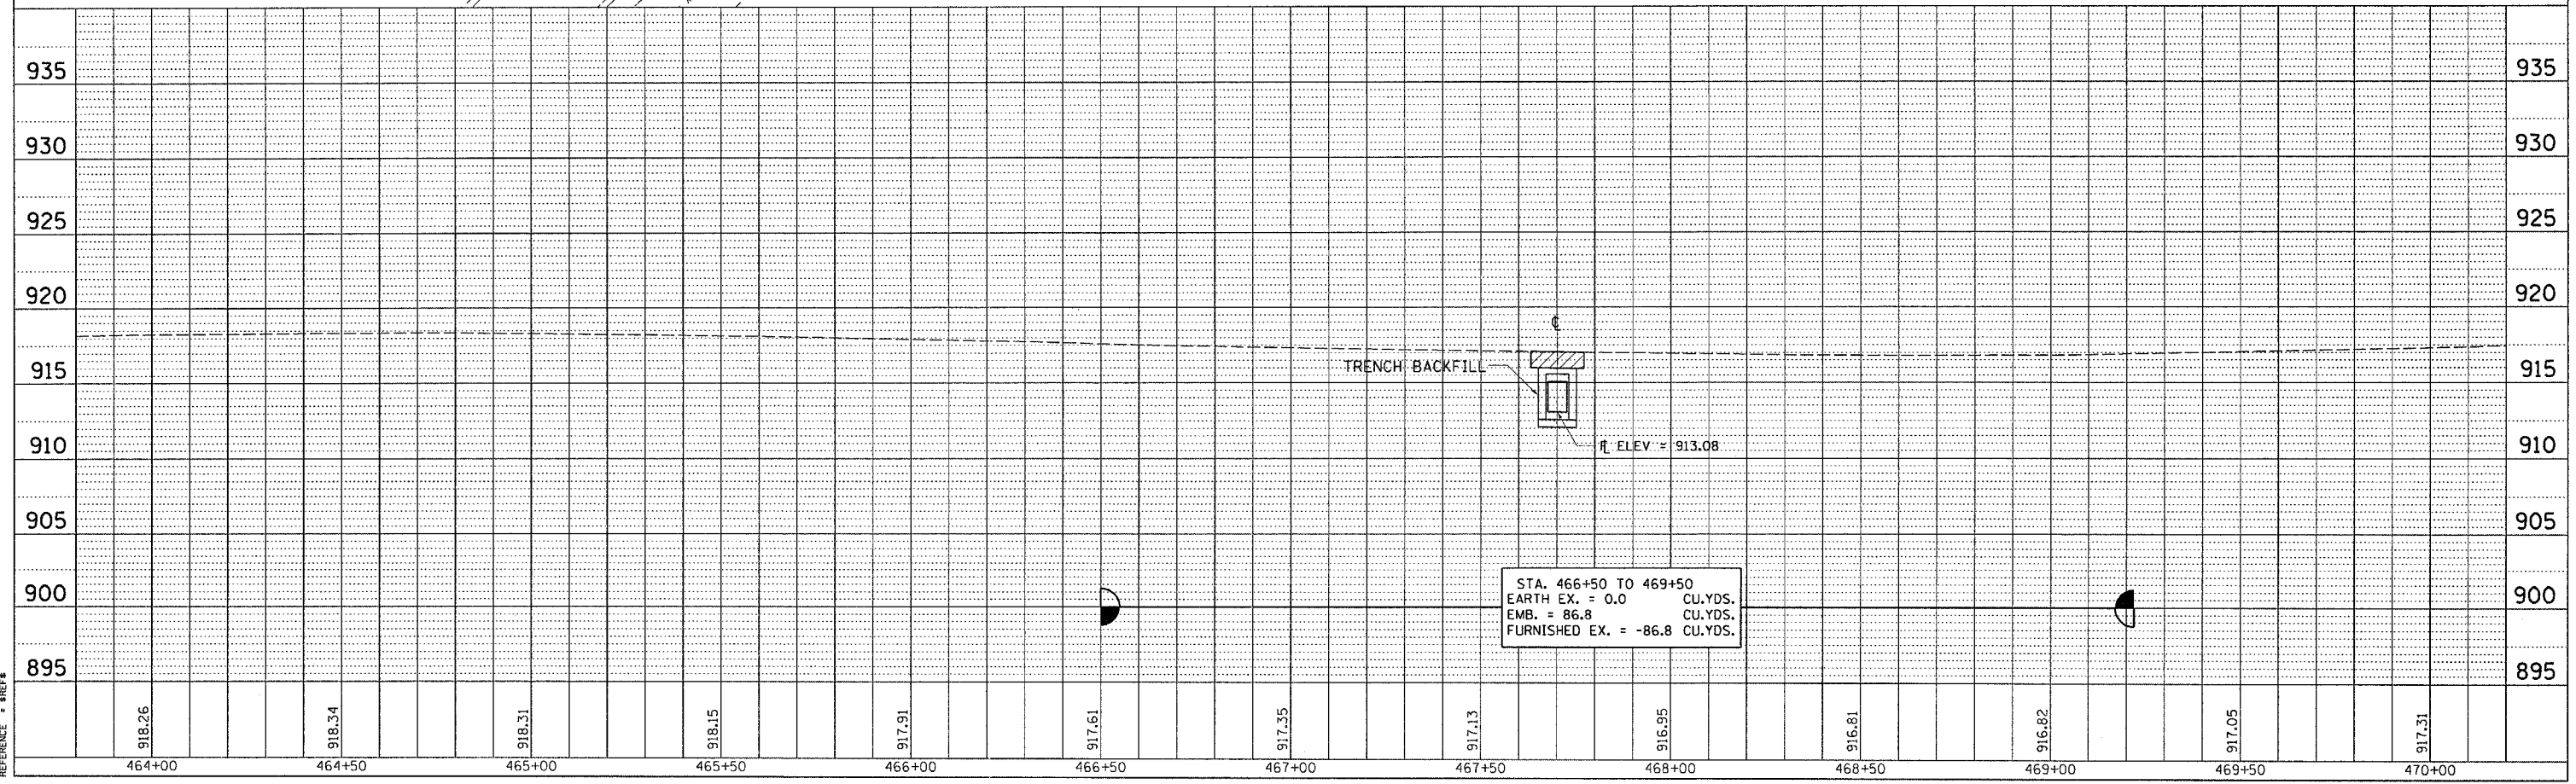 935 935
930 930
925 925
920 920
℄
915 TRENCH BACKFILL 915
910 FL ELEV = 913.08 910
905 905
STA. 466+50 TO 469+50
900 EARTH EX. = 0.0 CU.YDS. 900
EMB. = 86.8 CU.YDS.
FURNISHED EX. = -86.8 CU.YDS.
895 895
REFERENCE = $REF$
918.26 918.34 918.31 918.15 917.91 917.61 917.35 917.13 916.95 916.81 916.82 917.05 917.31
464+00 464+50 465+00 465+50 466+00 466+50 467+00 467+50 468+00 468+50 469+00 469+50 470+00